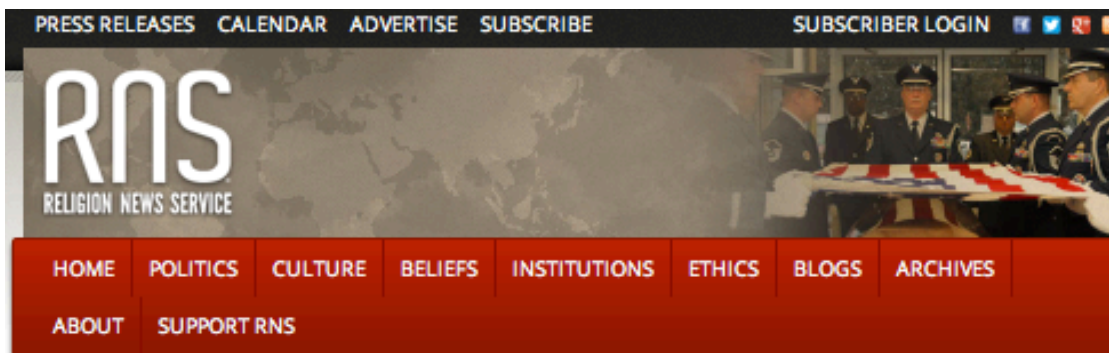 PRESS RELEASES CALENDAR ADVERTISE SUBSCRIBE SUBSCRIBER LOGIN
RNS
RELIGION NEWS SERVICE
HOME POLITICS CULTURE BELIEFS INSTITUTIONS ETHICS BLOGS ARCHIVES
ABOUT SUPPORT RNS